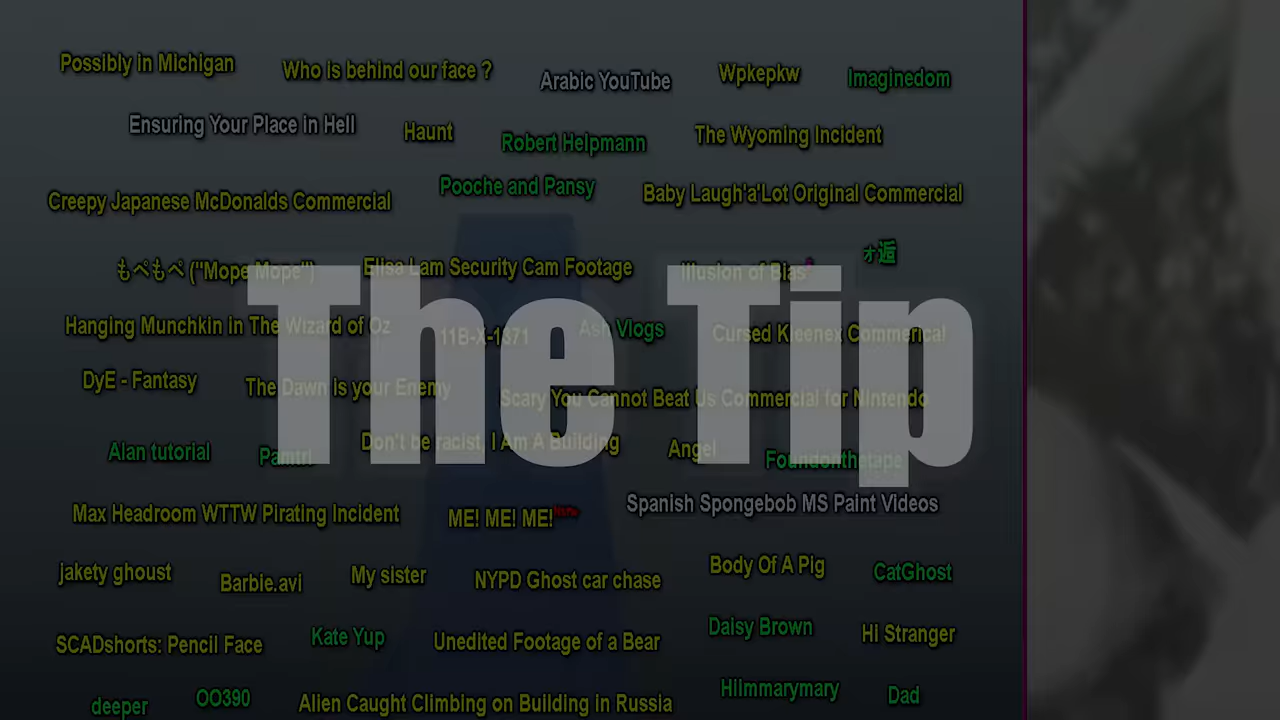 Possibly in Michigan
Who is behind our face ?
Arabic YouTube
Wpkepkw
Imaginedom
Ensuring Your Place in Hell
Haunt
Robert Helpmann
The Wyoming Incident
Creepy Japanese McDonalds Commercial
Pooche and Pansy
Baby Laugh'a'Lot Original Commercial
もぺもぺ ("Mope Mope")
Elisa Lam Security Cam Footage
Illusion of Bias
The Tip
Hanging Munchkin in The Wizard of Oz
11B-X-1371
Ash Vlogs
Cursed Kleenex Commerical
DyE - Fantasy
The Dawn is your Enemy
Scary You Cannot Beat Us Commercial for Nintendo
Alan tutorial
Don't be racist, I Am A Building
Angel
Foundonthetape
Max Headroom WTTW Pirating Incident
ME! ME! ME!
Spanish Spongebob MS Paint Videos
jakety ghoust
Barbie.avi
My sister
NYPD Ghost car chase
Body Of A Pig
CatGhost
SCADshorts: Pencil Face
Kate Yup
Unedited Footage of a Bear
Daisy Brown
Hi Stranger
deeper
OO390
Alien Caught Climbing on Building in Russia
Hiimmarymary
Dad